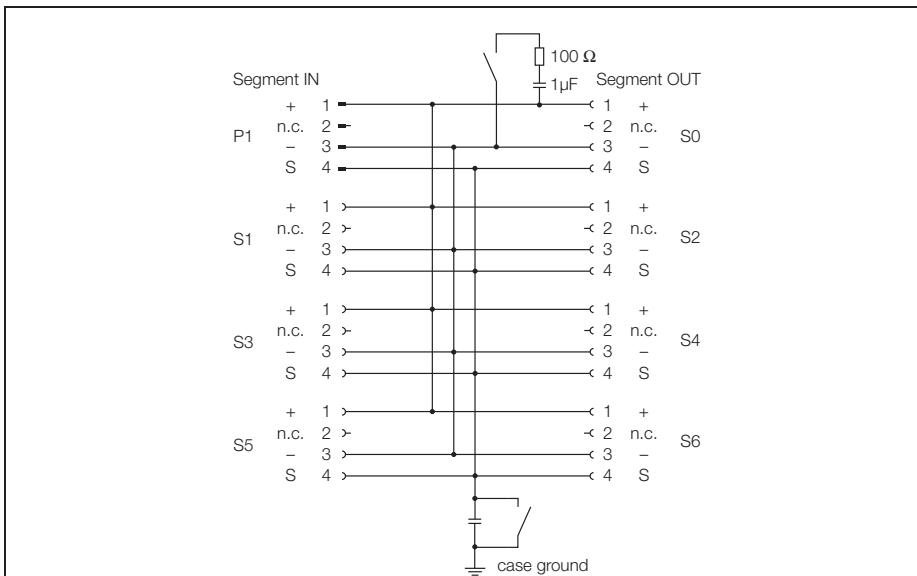 100 Ω
Segment IN 1µF Segment OUT
+ 1 1 +
P1 n.c. 2 2 n.c. S0
– 3 3 –
S 4 4 S
+ 1 1 +
S1 n.c. 2 2 n.c. S2
– 3 3 –
S 4 4 S
+ 1 1 +
S3 n.c. 2 2 n.c. S4
– 3 3 –
S 4 4 S
+ 1 1 +
S5 n.c. 2 2 n.c. S6
– 3 3 –
S 4 4 S
case ground